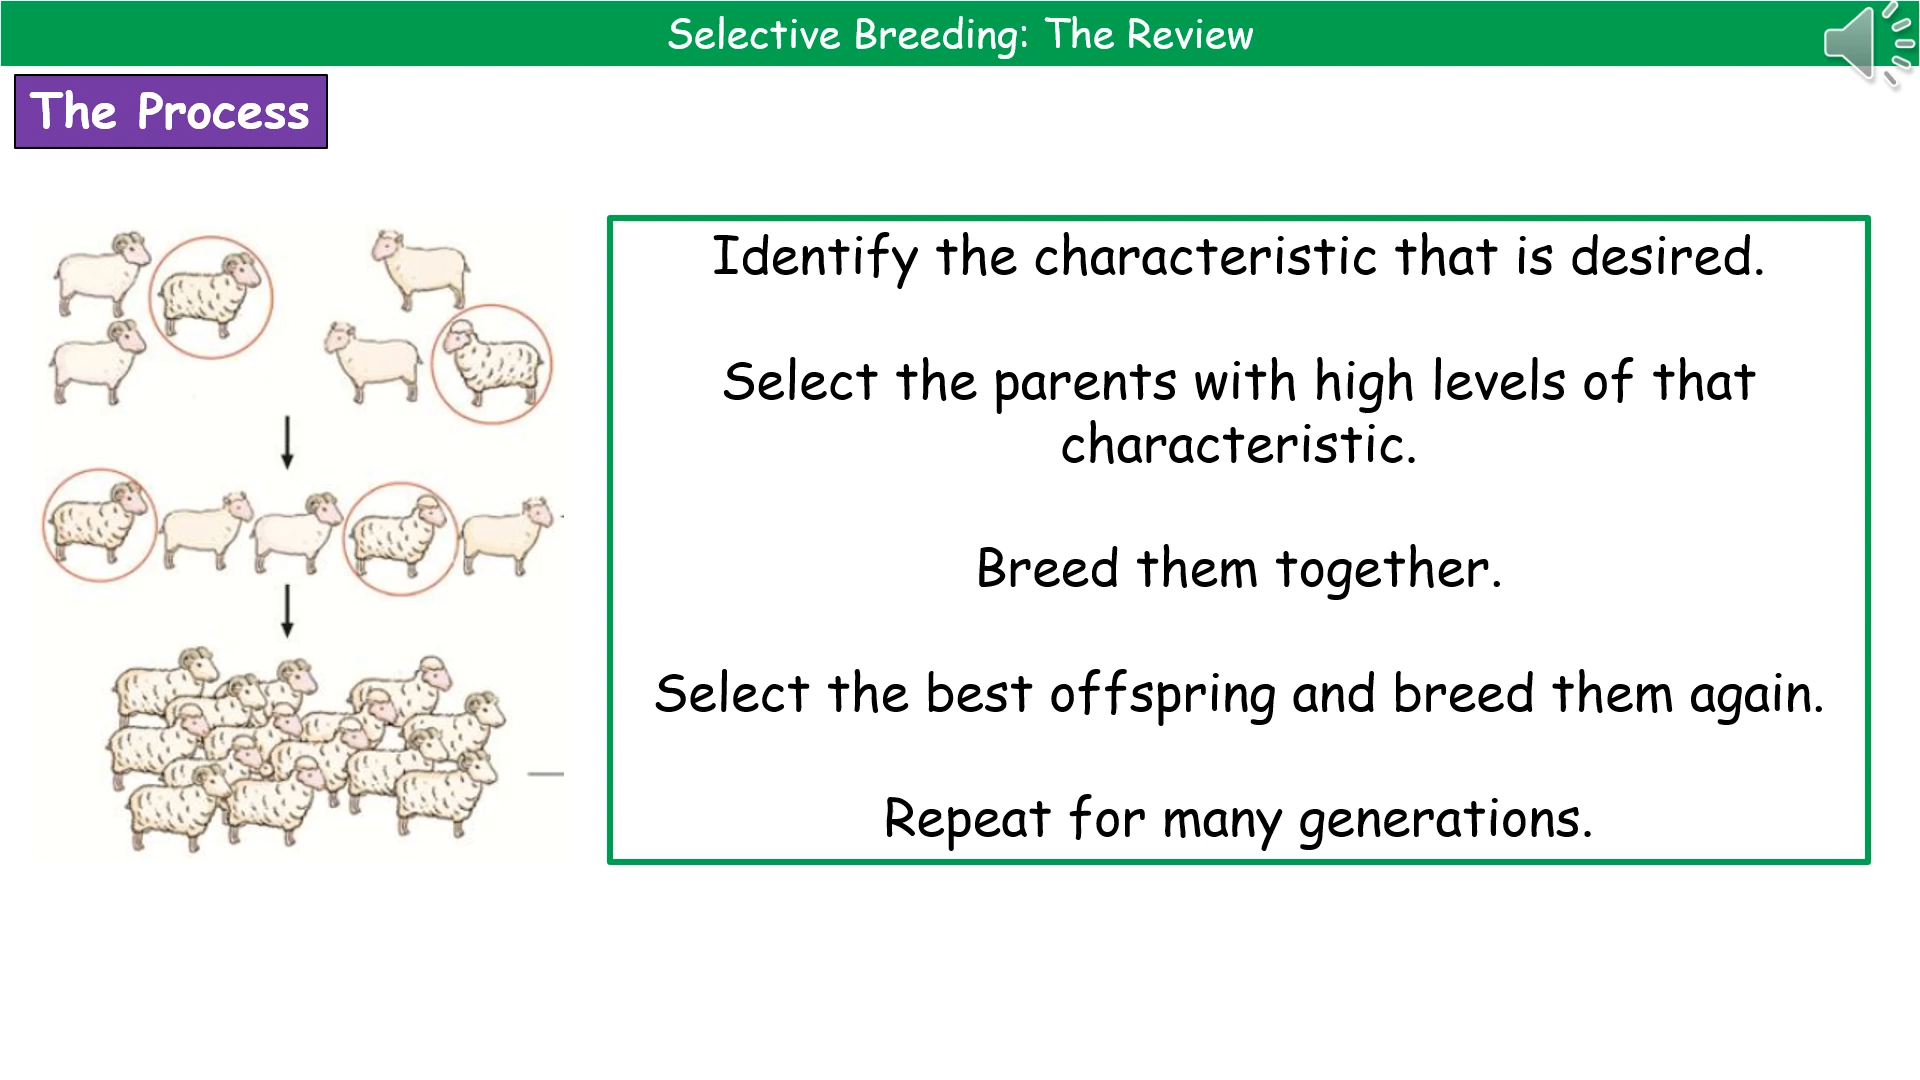 Selective Breeding: The Review
The Process
Identify the characteristic that is desired.
Select the parents with high levels of that
characteristic.
Breed them together.
Select the best offspring and breed them again.
Repeat for many generations.